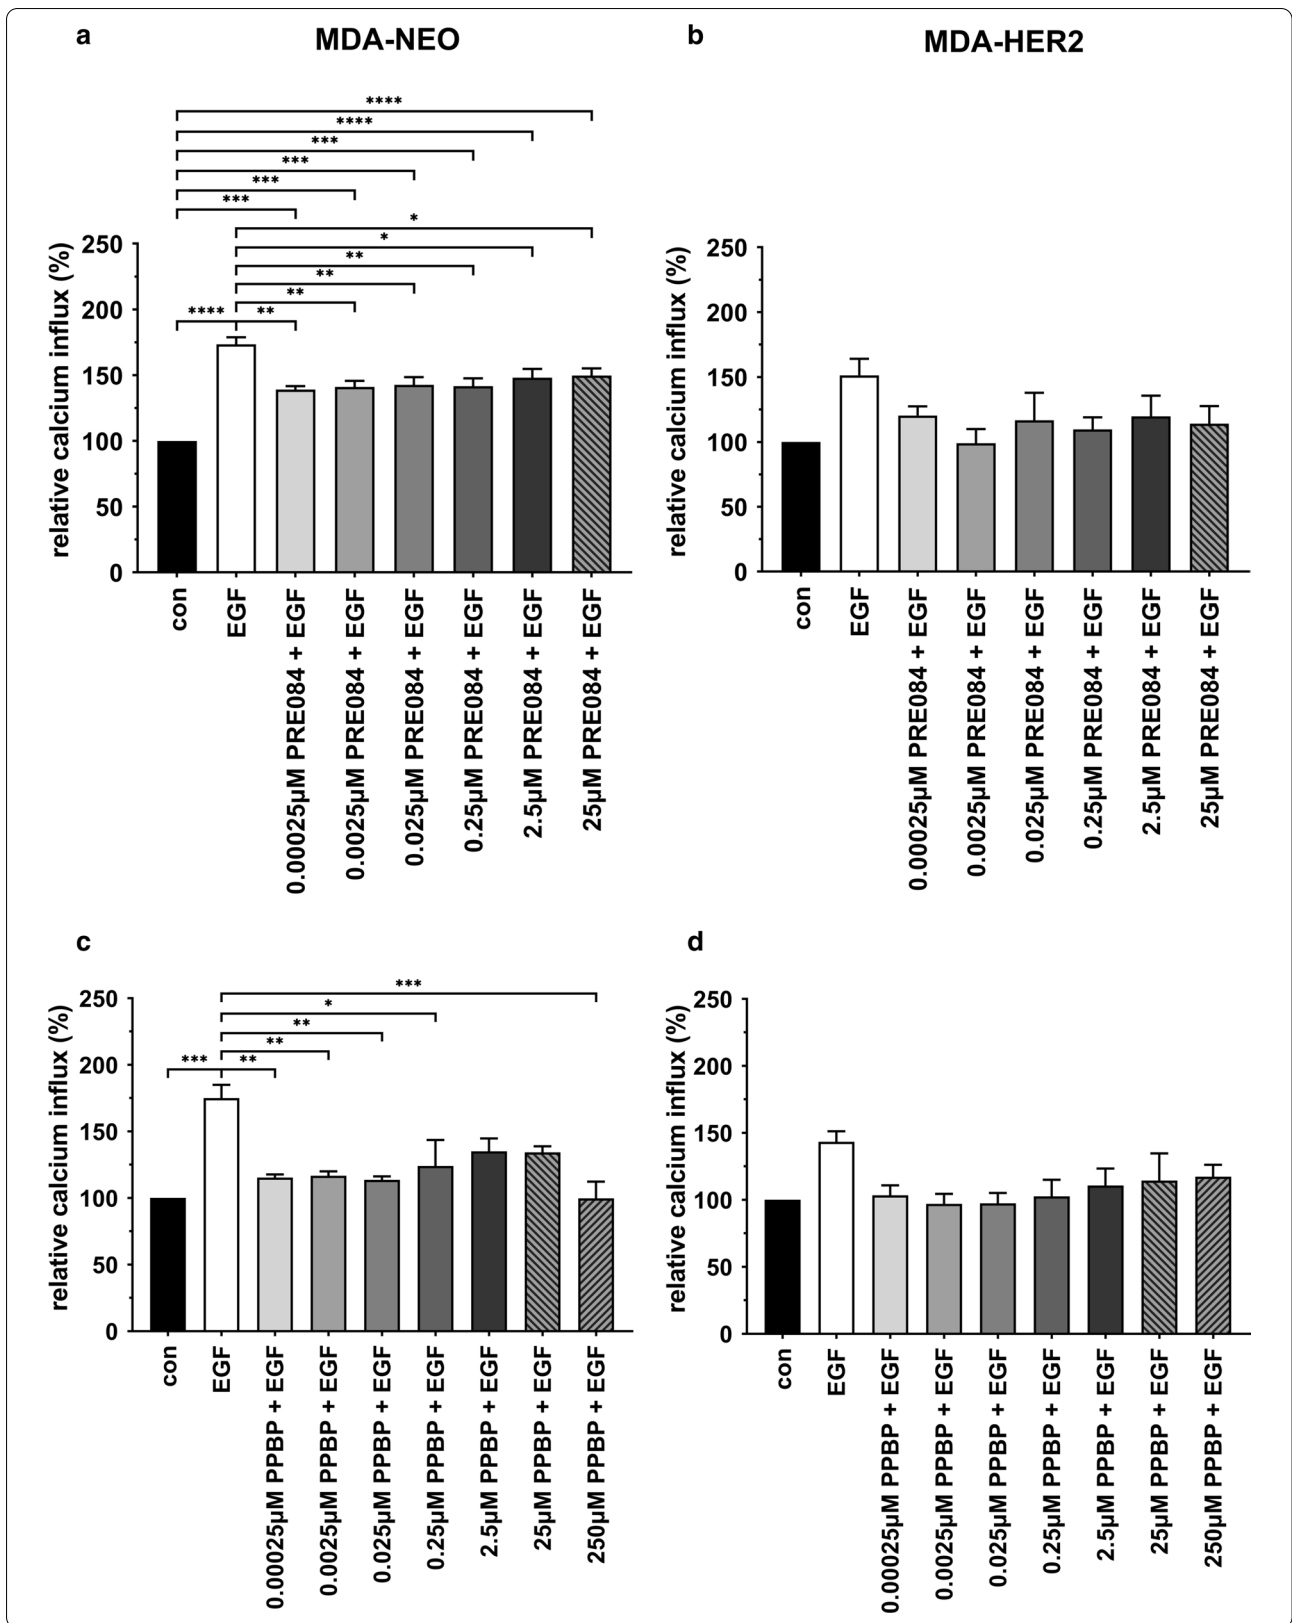 a
MDA-NEO
b
MDA-HER2
****
****
***
***
***
***
*
*
**
**
**
**** **
relative calcium influx (%)
250
200
150
100
50
0
con
EGF
0.00025µM PRE084 + EGF
0.0025µM PRE084 + EGF
0.025µM PRE084 + EGF
0.25µM PRE084 + EGF
2.5µM PRE084 + EGF
25µM PRE084 + EGF
relative calcium influx (%)
250
200
150
100
50
0
con
EGF
0.00025µM PRE084 + EGF
0.0025µM PRE084 + EGF
0.025µM PRE084 + EGF
0.25µM PRE084 + EGF
2.5µM PRE084 + EGF
25µM PRE084 + EGF
c
***
*
**
**
*** **
relative calcium influx (%)
250
200
150
100
50
0
con
EGF
0.00025µM PPBP + EGF
0.0025µM PPBP + EGF
0.025µM PPBP + EGF
0.25µM PPBP + EGF
2.5µM PPBP + EGF
25µM PPBP + EGF
250µM PPBP + EGF
d
relative calcium influx (%)
250
200
150
100
50
0
con
EGF
0.00025µM PPBP + EGF
0.0025µM PPBP + EGF
0.025µM PPBP + EGF
0.25µM PPBP + EGF
2.5µM PPBP + EGF
25µM PPBP + EGF
250µM PPBP + EGF